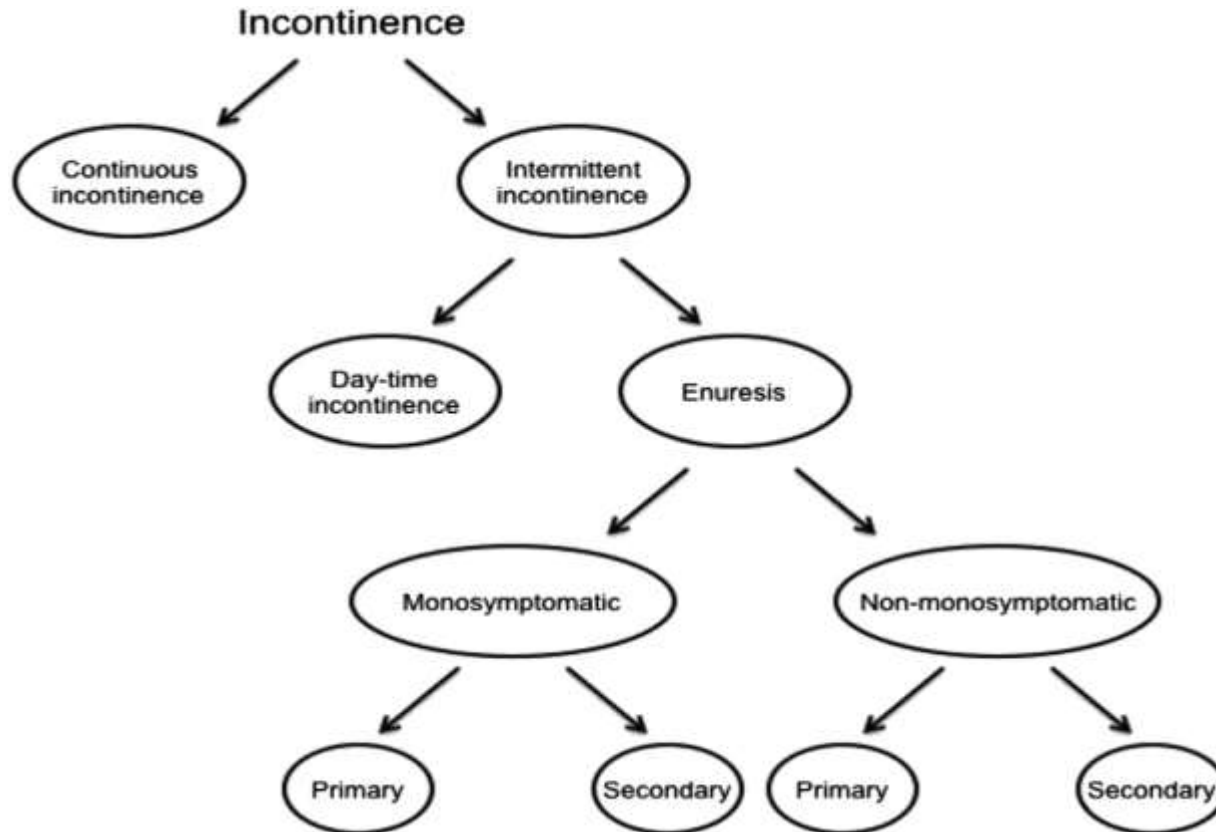 Incontinence
Continuous
incontinence
Intermittent
incontinence
Day-time
incontinence
Enuresis
Monosymptomatic
Non-monosymptomatic
Primary
Secondary
Primary
Secondary